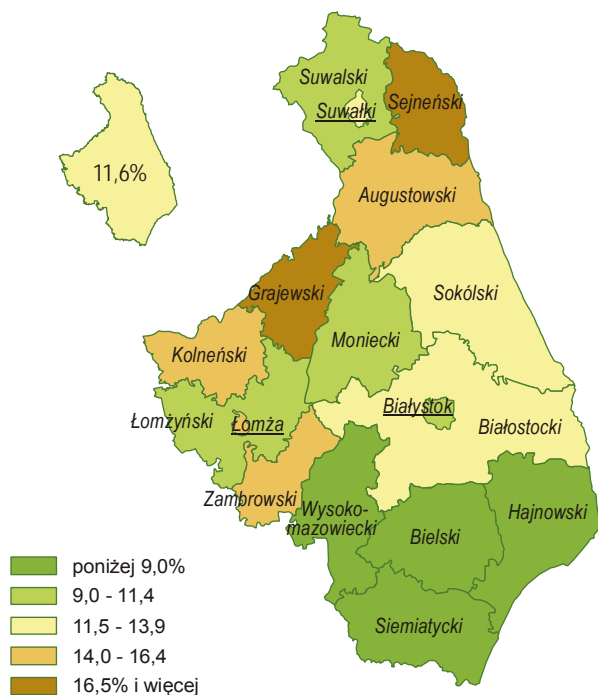 Suwalski
Suwałki
Sejneński
11,6%
Augustowski
Grajewski
Sokólski
Moniecki
Kolneński
Łomżyński
Łomża
Białystok
Białostocki
Zambrowski
Wysoko-
mazowiecki
Hajnowski
Bielski
Siemiatycki
poniżej 9,0%
9,0 - 11,4
11,5 - 13,9
14,0 - 16,4
16,5% i więcej